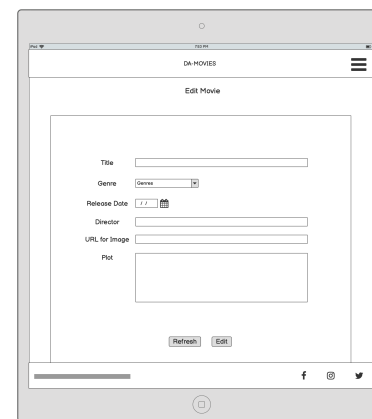 iPad 7:53 PM
DA-MOVIES
Edit Movie
Title
Genre Genres
Release Date / /
Director
URL for Image
Plot
Refresh Edit